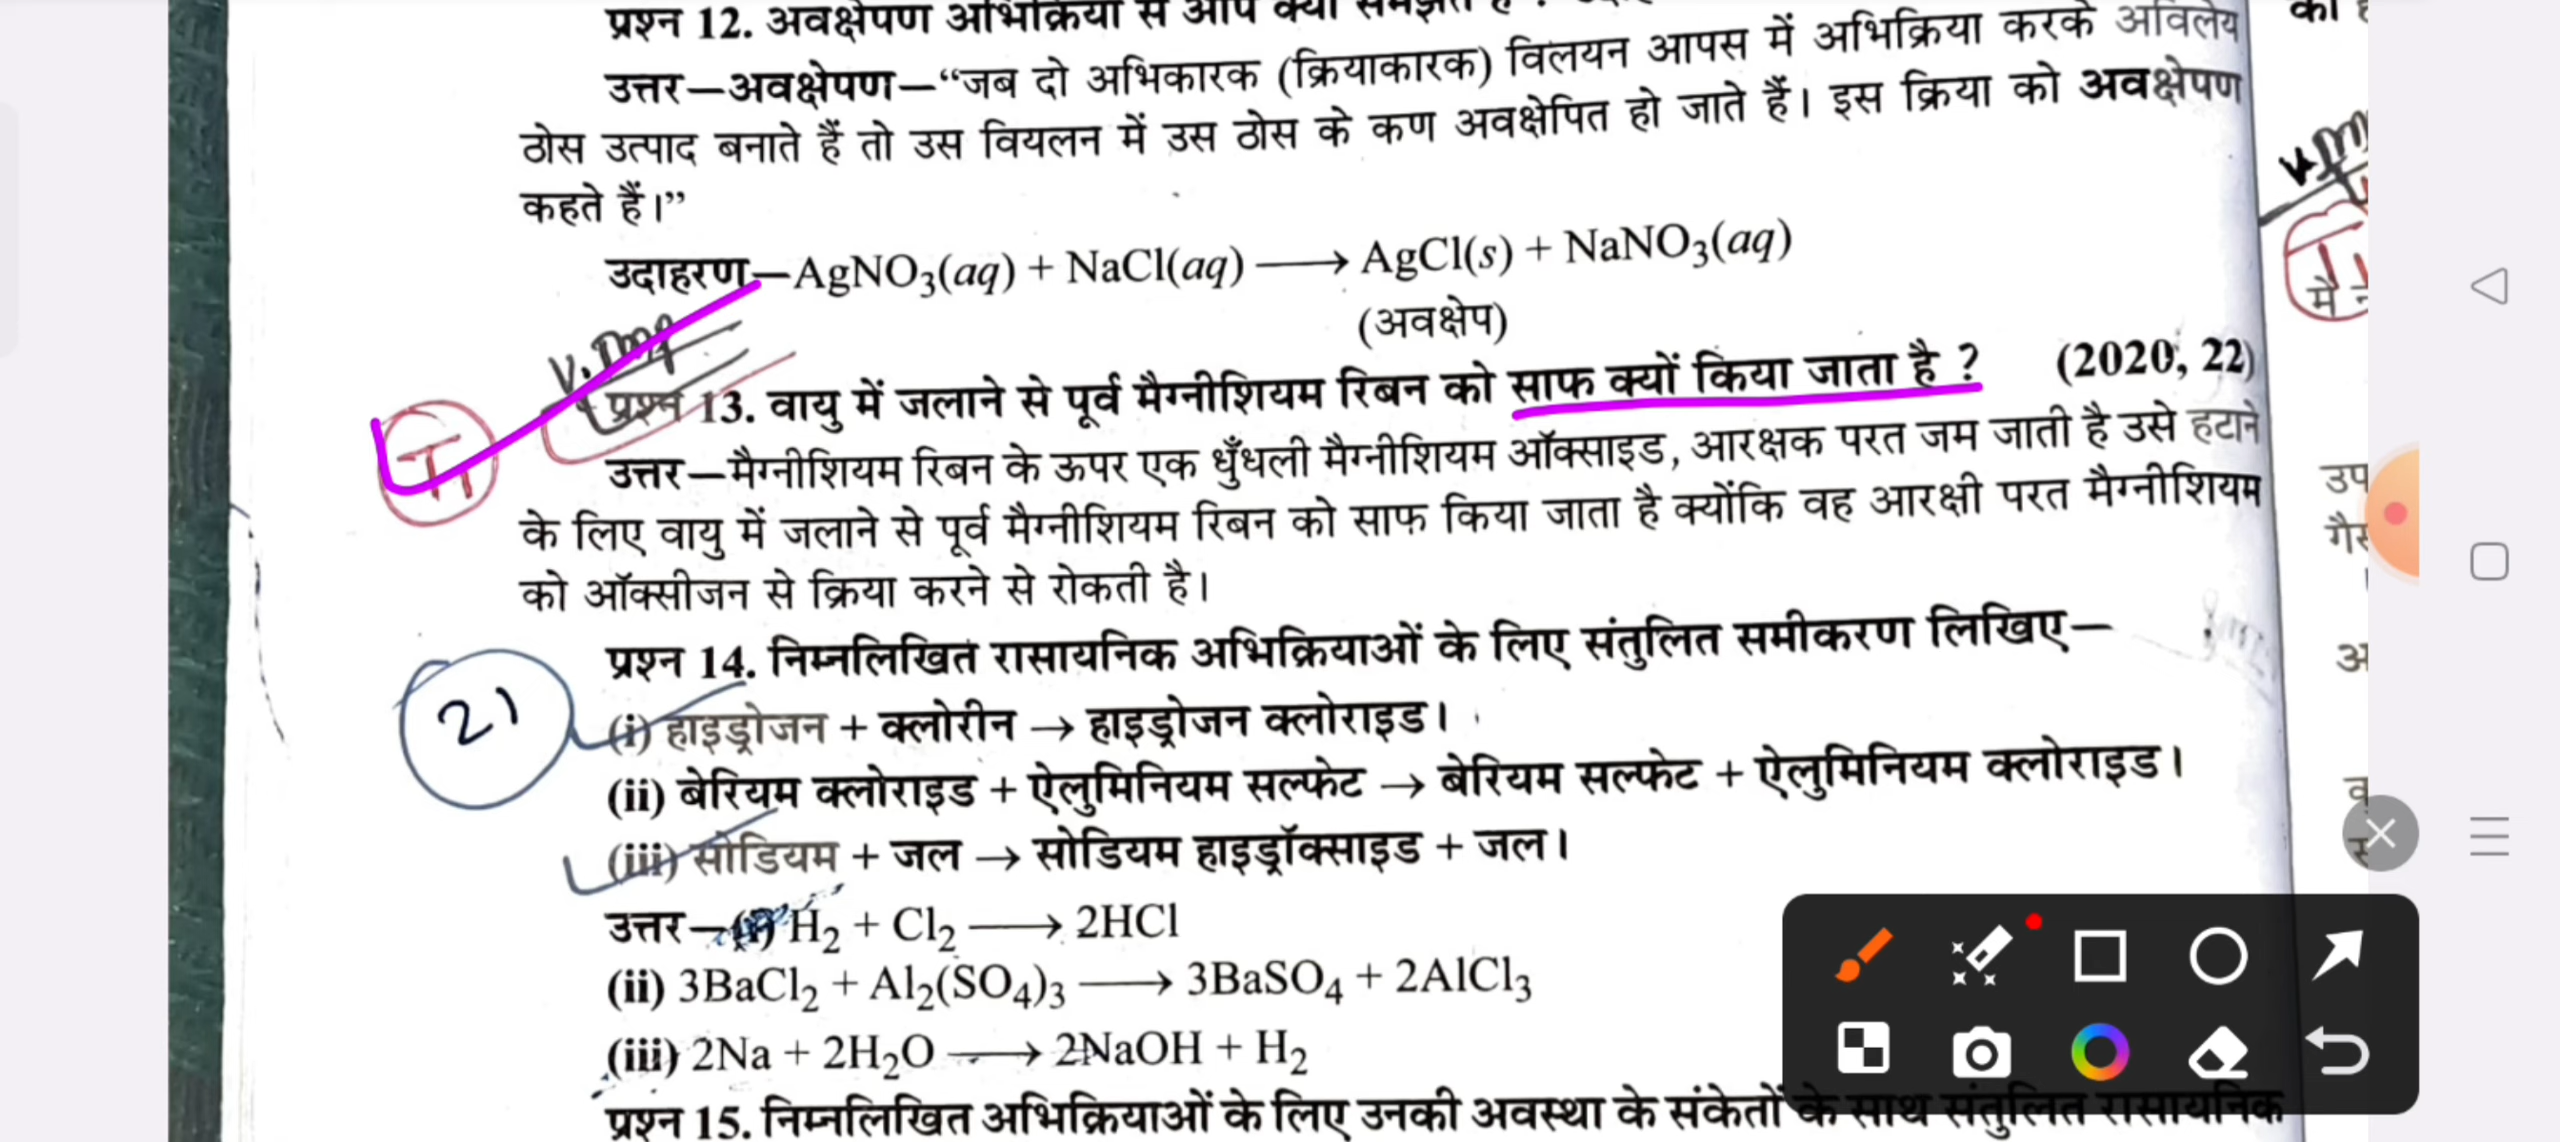 प्रश्न 12. अवक्षेपण अभिक्रिया से आप क्या समझते हैं ?
उत्तर—अवक्षेपण—“जब दो अभिकारक (क्रियाकारक) विलयन आपस में अभिक्रिया करके अविलेय
ठोस उत्पाद बनाते हैं तो उस वियलन में उस ठोस के कण अवक्षेपित हो जाते हैं। इस क्रिया को अवक्षेपण
कहते हैं।”
उदाहरण—AgNO₃(aq) + NaCl(aq) ⟶ AgCl(s) + NaNO₃(aq)
(अवक्षेप)
V. Imp
प्रश्न 13. वायु में जलाने से पूर्व मैग्नीशियम रिबन को साफ क्यों किया जाता है ? (2020, 22)
उत्तर—मैग्नीशियम रिबन के ऊपर एक धुँधली मैग्नीशियम ऑक्साइड, आरक्षक परत जम जाती है उसे हटाने
के लिए वायु में जलाने से पूर्व मैग्नीशियम रिबन को साफ किया जाता है क्योंकि वह आरक्षी परत मैग्नीशियम
को ऑक्सीजन से क्रिया करने से रोकती है।
प्रश्न 14. निम्नलिखित रासायनिक अभिक्रियाओं के लिए संतुलित समीकरण लिखिए—
21
(i) हाइड्रोजन + क्लोरीन → हाइड्रोजन क्लोराइड।
(ii) बेरियम क्लोराइड + ऐलुमिनियम सल्फेट → बेरियम सल्फेट + ऐलुमिनियम क्लोराइड।
(iii) सोडियम + जल → सोडियम हाइड्रॉक्साइड + जल।
उत्तर—(i) H₂ + Cl₂ ⟶ 2HCl
(ii) 3BaCl₂ + Al₂(SO₄)₃ ⟶ 3BaSO₄ + 2AlCl₃
(iii) 2Na + 2H₂O ⟶ 2NaOH + H₂
प्रश्न 15. निम्नलिखित अभिक्रियाओं के लिए उनकी अवस्था के संकेतों के साथ संतुलित रासायनिक